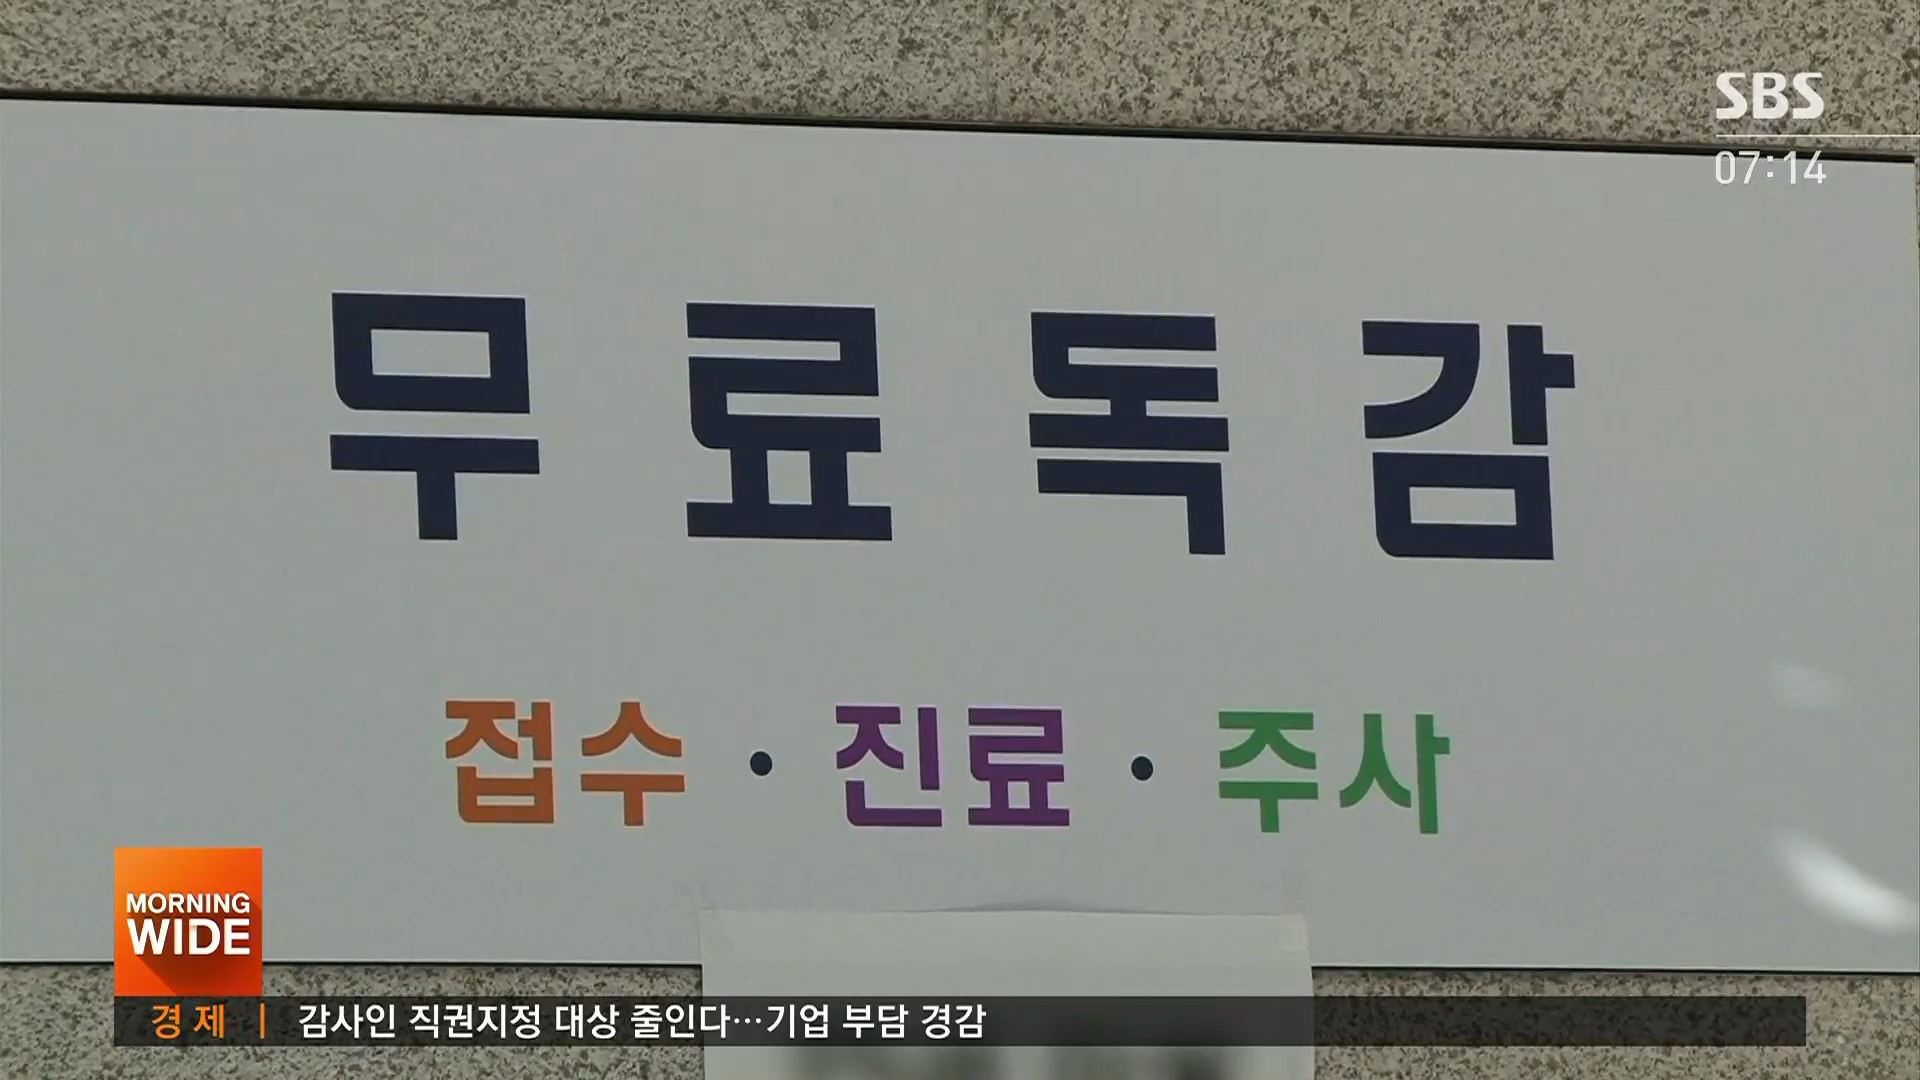 SBS
07:14
무료독감
접수 · 진료 · 주사
MORNING
WIDE
경제 | 감사인 직권지정 대상 줄인다…기업 부담 경감